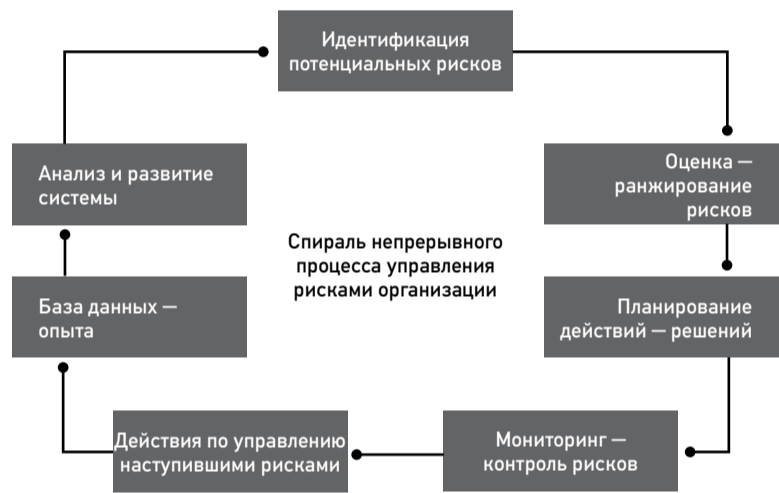 Идентификация
потенциальных рисков
Оценка —
ранжирование
рисков
Планирование
действий — решений
Мониторинг —
контроль рисков
Действия по управлению
наступившими рисками
База данных —
опыта
Анализ и развитие
системы
Спираль непрерывного
процесса управления
рисками организации